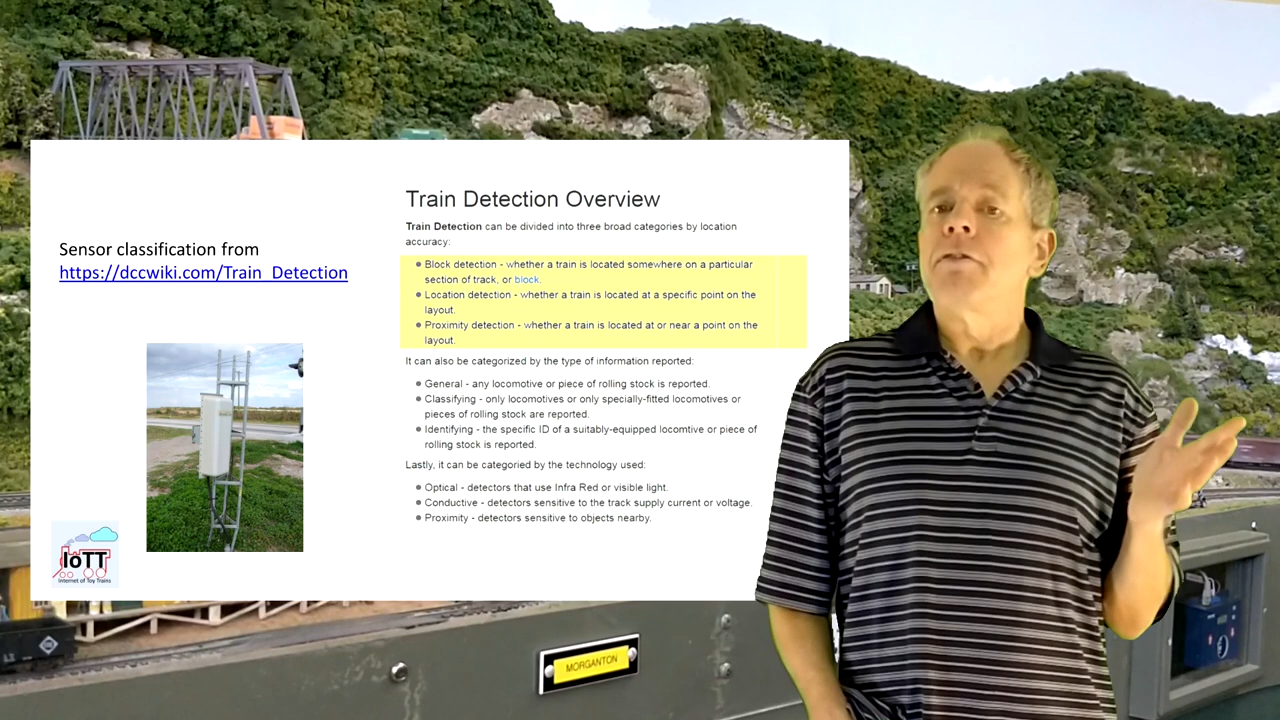 Train Detection Overview
Train Detection can be divided into three broad categories by location
accuracy:
Sensor classification from
https://dccwiki.com/Train_Detection
Block detection - whether a train is located somewhere on a particular
section of track, or block.
Location detection - whether a train is located at a specific point on the
layout.
Proximity detection - whether a train is located at or near a point on the
layout.
It can also be categorized by the type of information reported:
General - any locomotive or piece of rolling stock is reported.
Classifying - only locomotives or only specially-fitted locomotives or
pieces of rolling stock are reported.
Identifying - the specific ID of a suitably-equipped locomtive or piece of
rolling stock is reported.
Lastly, it can be categoried by the technology used:
Optical - detectors that use Infra Red or visible light.
Conductive - detectors sensitive to the track supply current or voltage.
Proximity - detectors sensitive to objects nearby.
IoTT
Internet of Toy Trains
MORGANTON